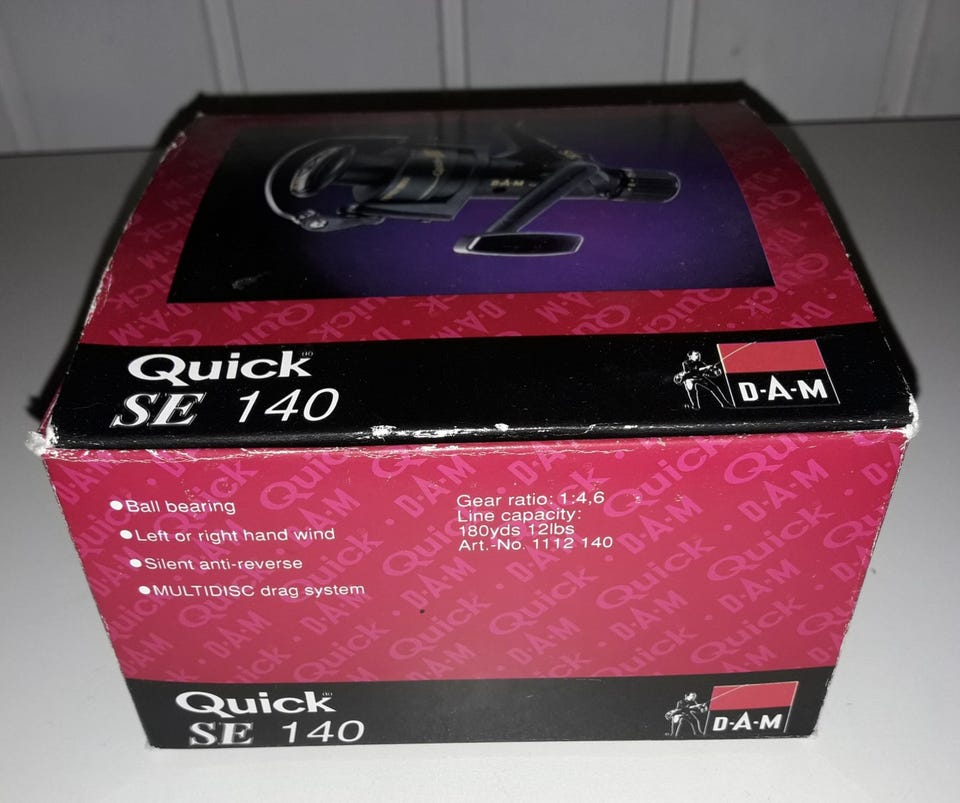 D·A·M
Quick
SE 140
D·A·M
●Ball bearing
●Left or right hand wind
●Silent anti-reverse
●MULTIDISC drag system
Gear ratio: 1:4,6
Line capacity:
180yds 12lbs
Art.-No. 1112 140
Quick
SE 140
D·A·M